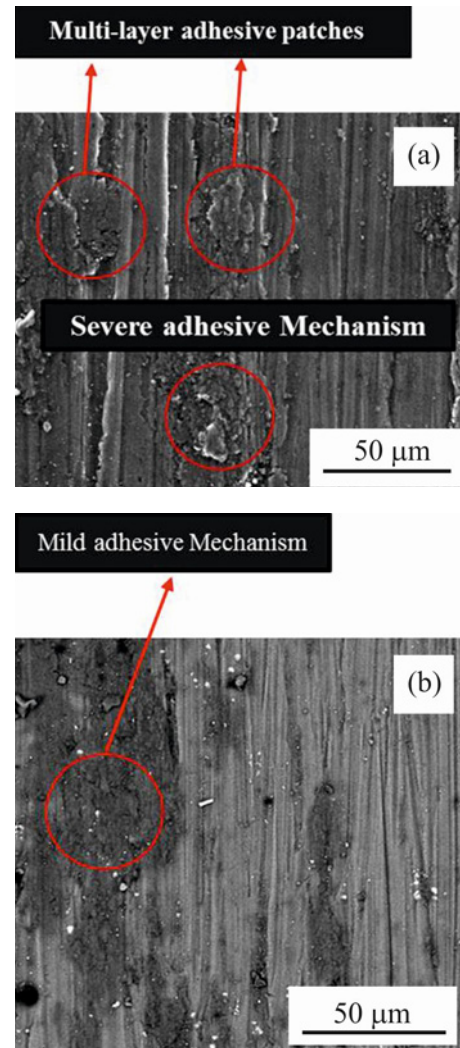 Multi-layer adhesive patches
(a)
Severe adhesive Mechanism
50 μm
Mild adhesive Mechanism
(b)
50 μm